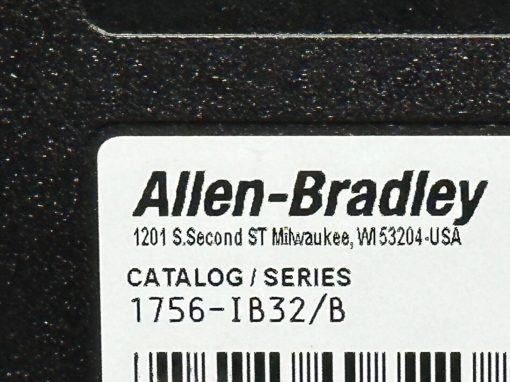 Allen-Bradley
1201 S.Second ST Milwaukee, WI 53204-USA
CATALOG / SERIES
1756-IB32/B